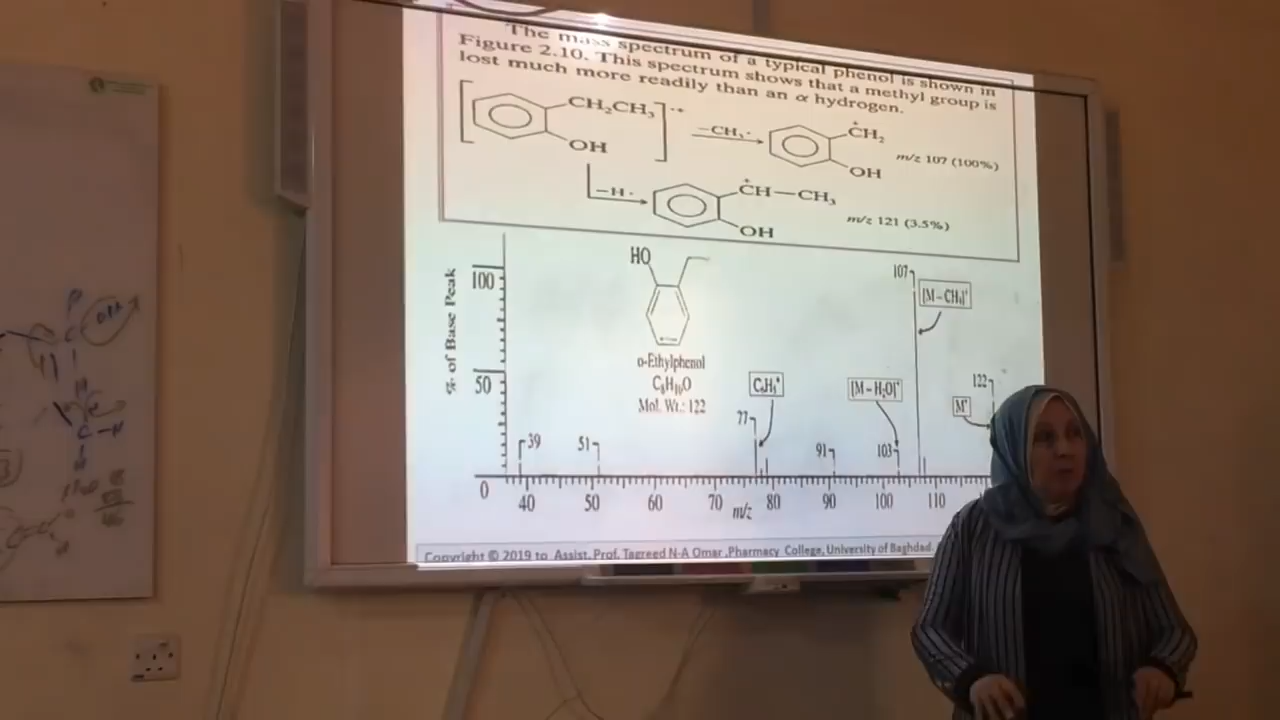 The mass spectrum of a typical phenol is shown in
Figure 2.10. This spectrum shows that a methyl group is
lost much more readily than an α hydrogen.
CH₂CH₃
OH
·+
−CH₃·
+
CH₂
OH
m/z 107 (100%)
−H·
+
CH—CH₃
OH
m/z 121 (3.5%)
% of Base Peak
100
50
0
HO
o-Ethylphenol
C₈H₁₀O
Mol. Wt.: 122
39
51
77
C₆H₅⁺
91
[M−H₂O]⁺
103
107
[M−CH₃]⁺
122
M⁺
40 50 60 70 80 90 100 110
m/z
Copyright © 2019 to Assist. Prof. Tagreed N-A Omar ,Pharmacy College, University of Baghdad.